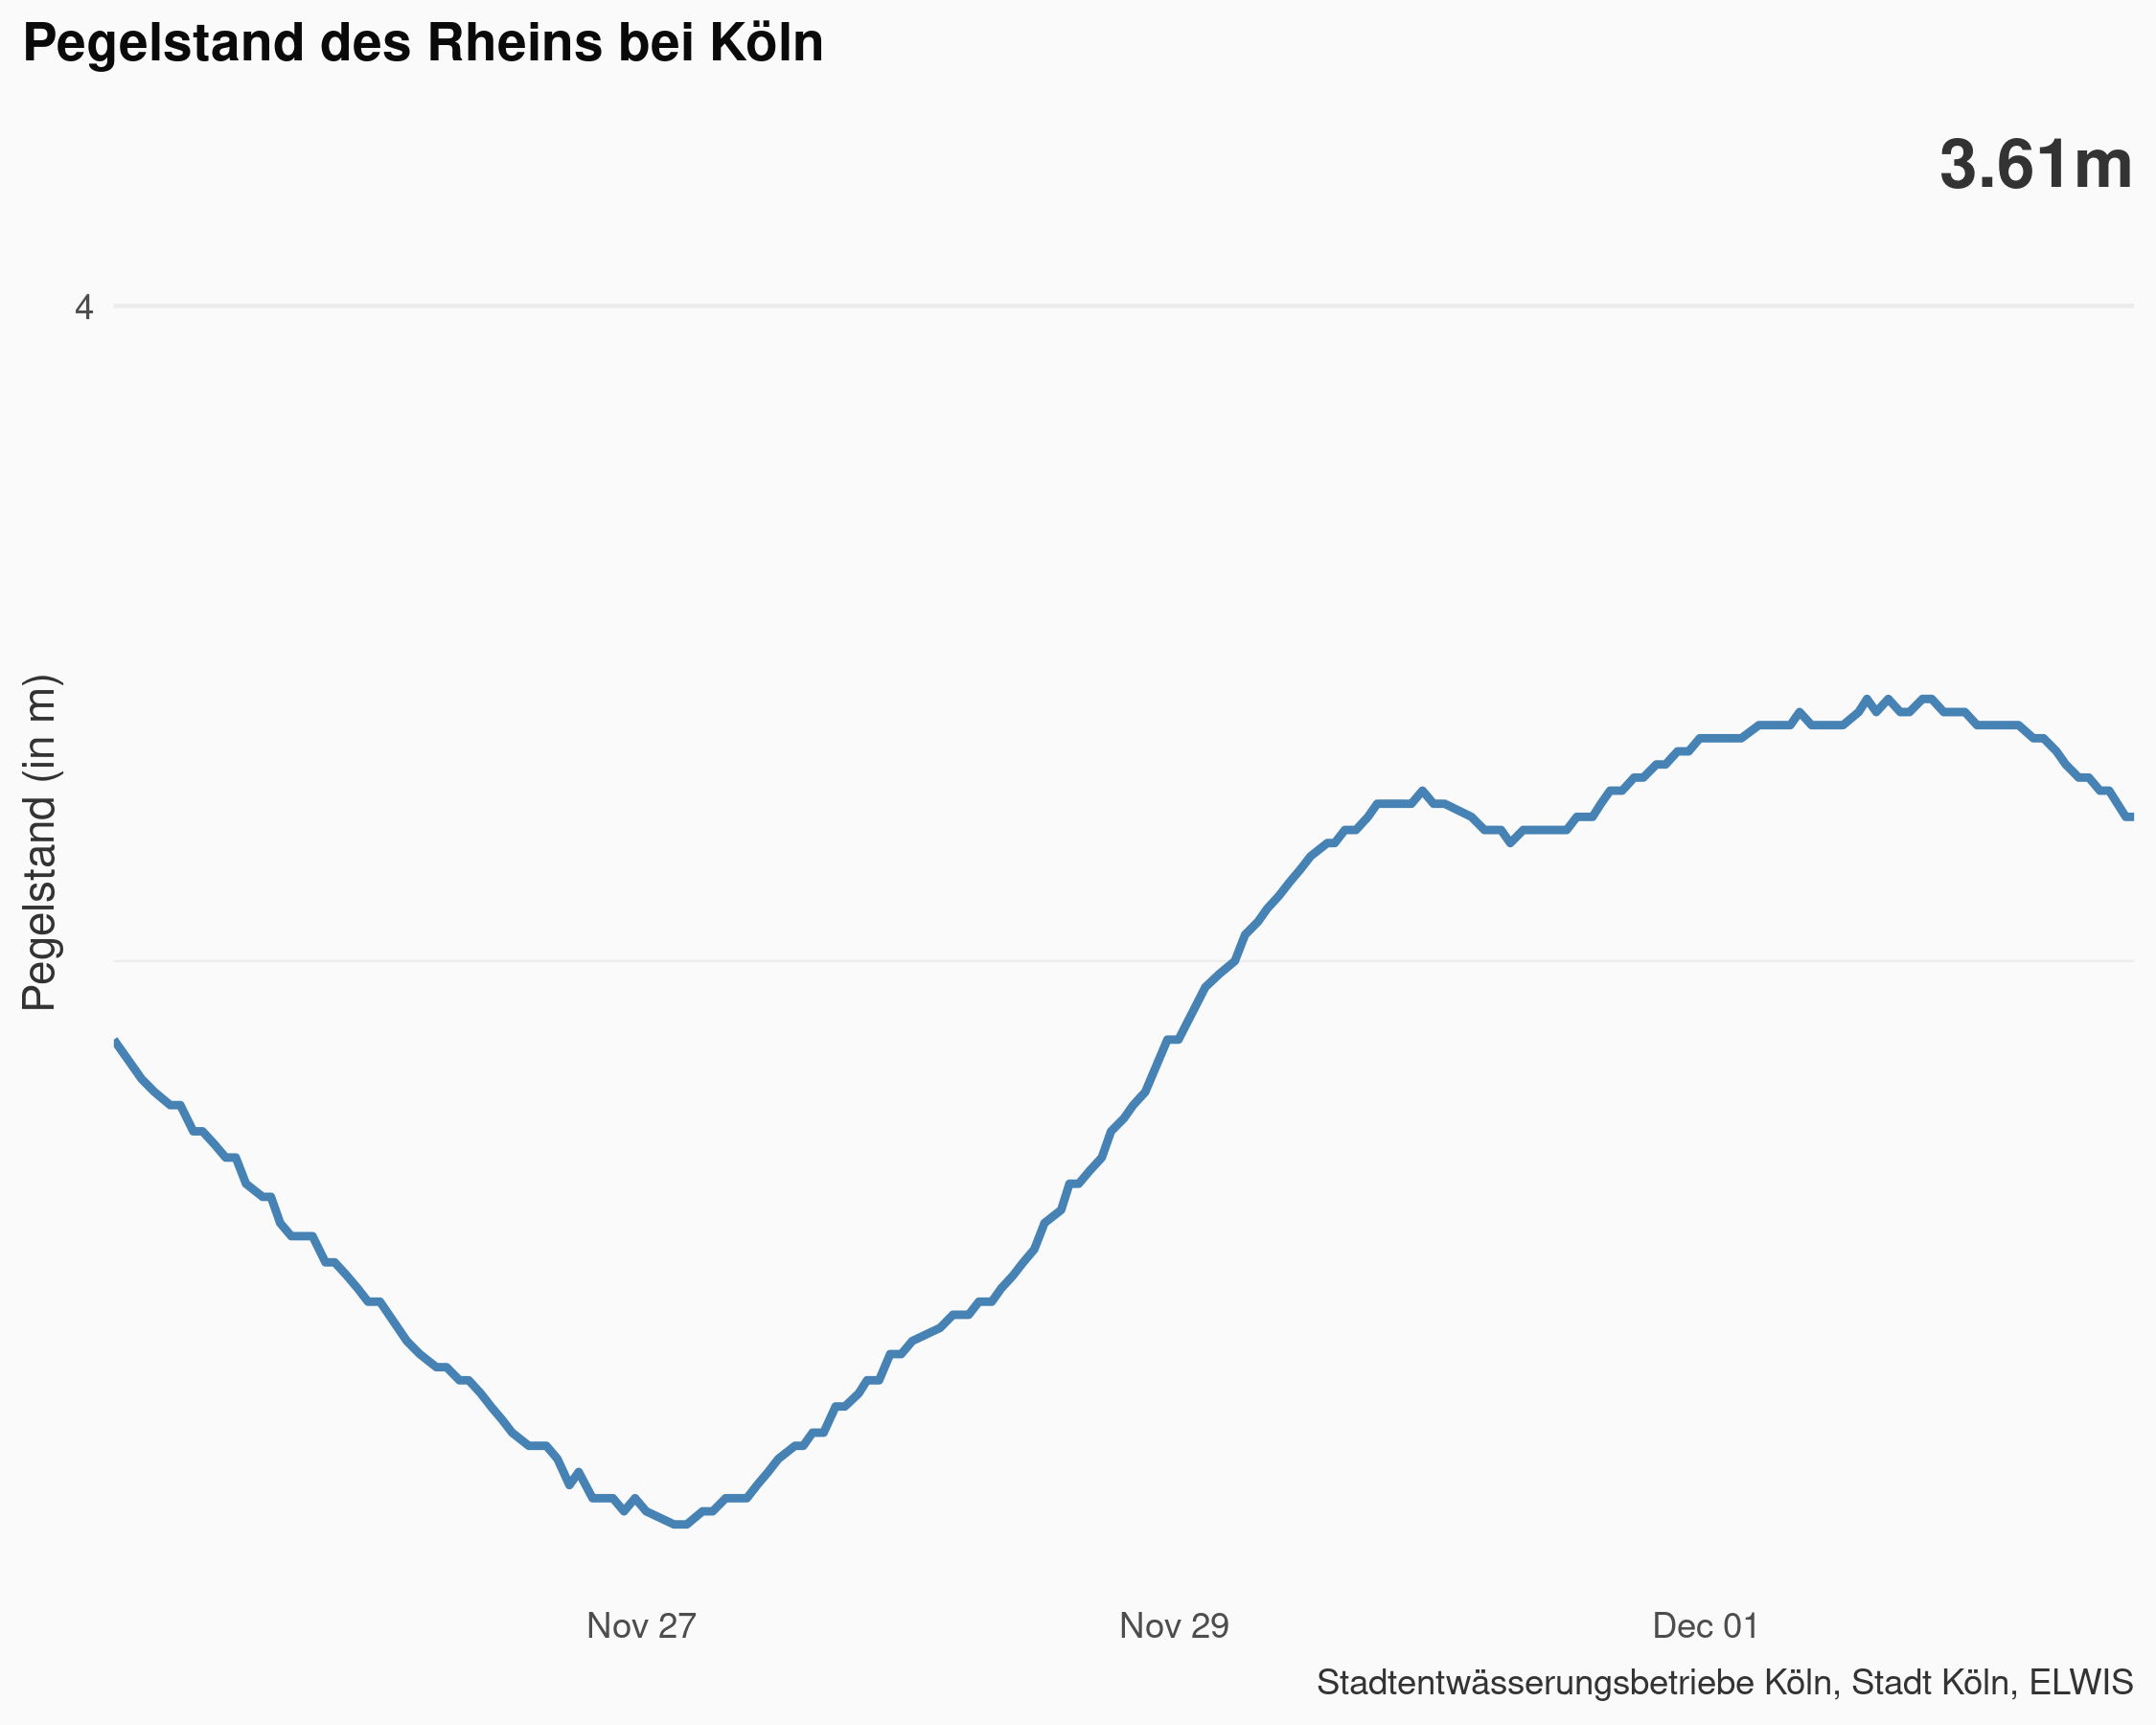 Pegelstand des Rheins bei Köln
3.61m
4
Pegelstand (in m)
Nov 27
Nov 29
Dec 01
Stadtentwässerungsbetriebe Köln, Stadt Köln, ELWIS